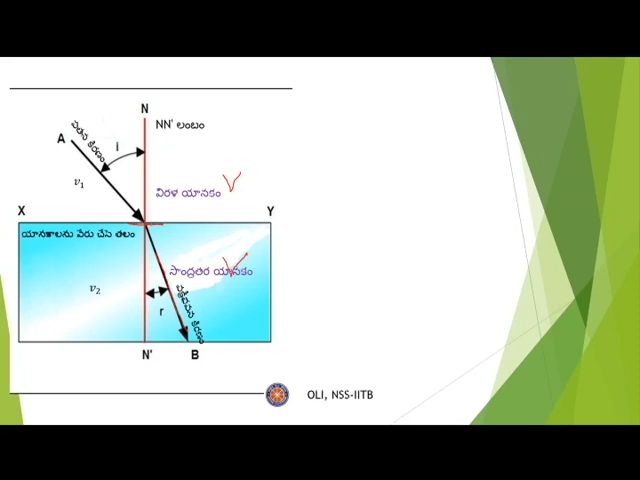 N
NN' లంబం
A
పతన కిరణం
i
v₁
విరళ యానకం
X
Y
యానకాలను వేరు చేసె తలం
సాంద్రతర యానకం
v₂
వక్రీభవన కిరణం
r
N'
B
OLI, NSS-IITB